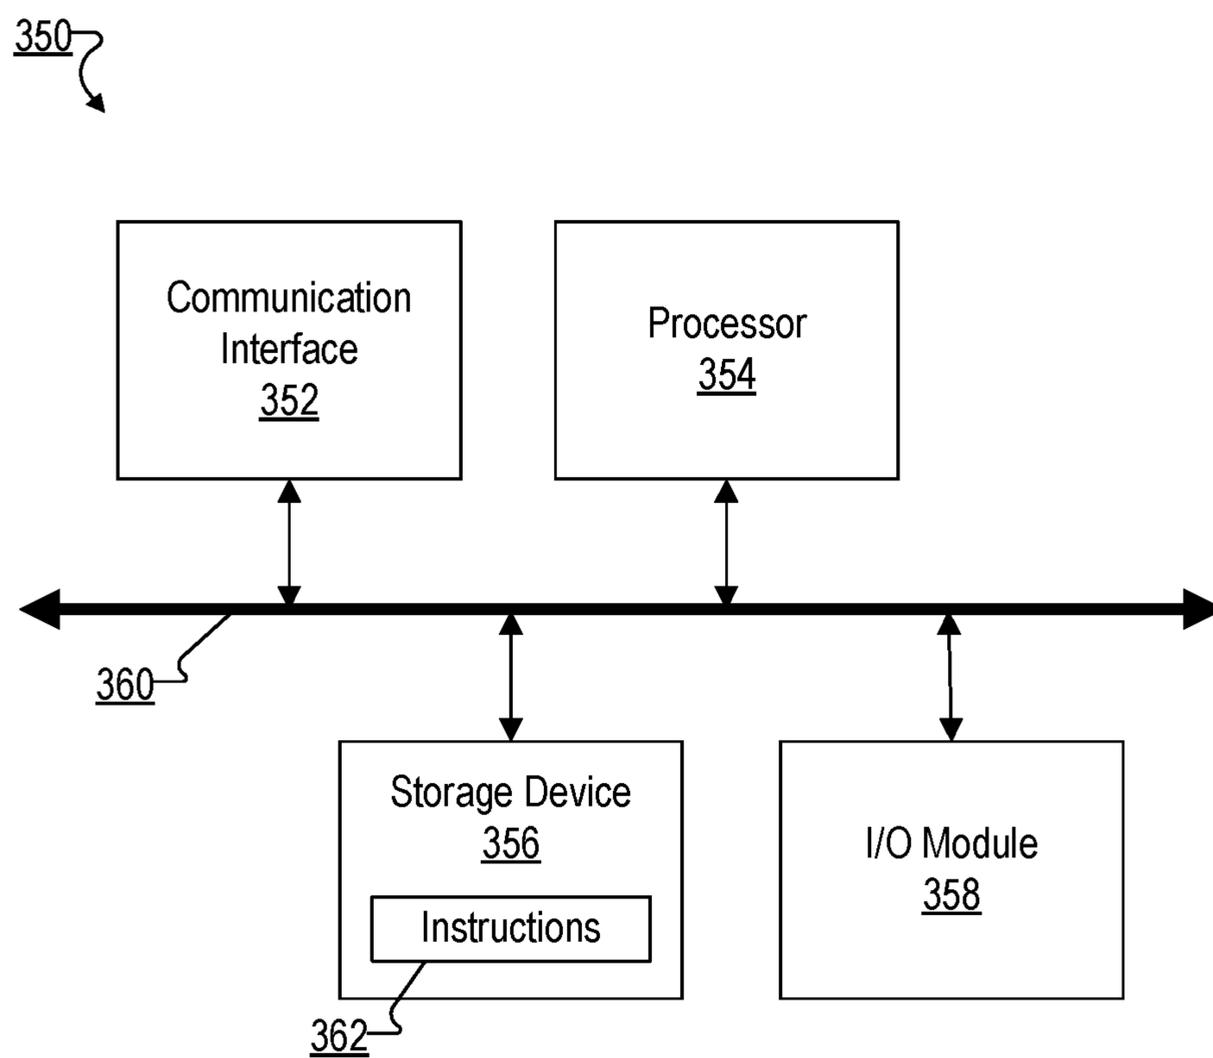 350
Communication
Interface
352
Processor
354
360
Storage Device
356
Instructions
362
I/O Module
358